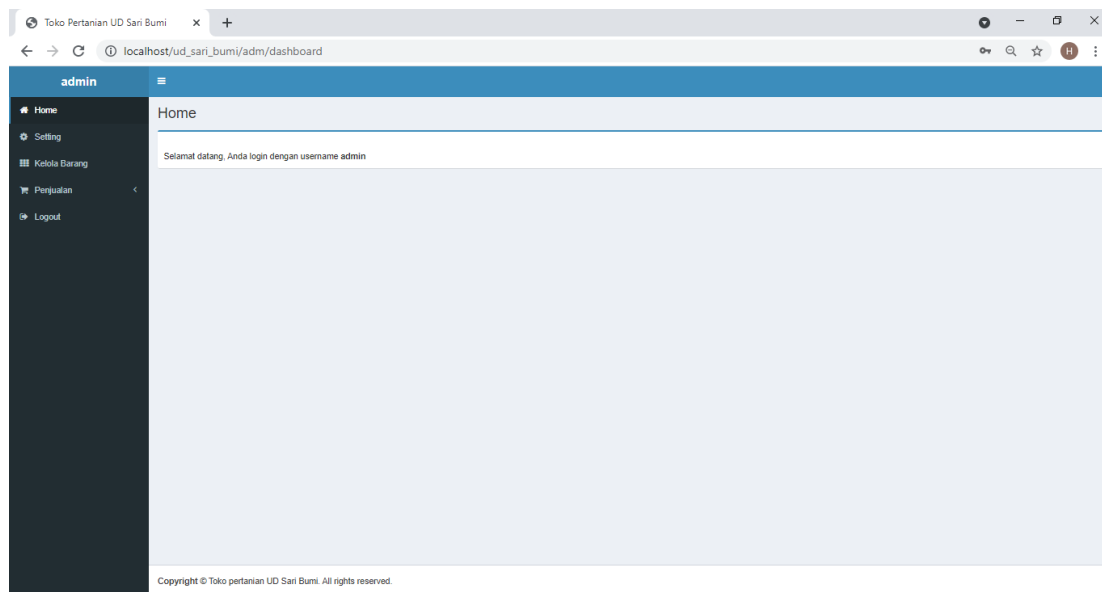 Toko Pertanian UD Sari Bumi
localhost/ud_sari_bumi/adm/dashboard
H
admin
Home
Setting
Kelola Barang
Penjualan
Logout
Home
Selamat datang, Anda login dengan username admin
Copyright © Toko pertanian UD Sari Bumi. All rights reserved.